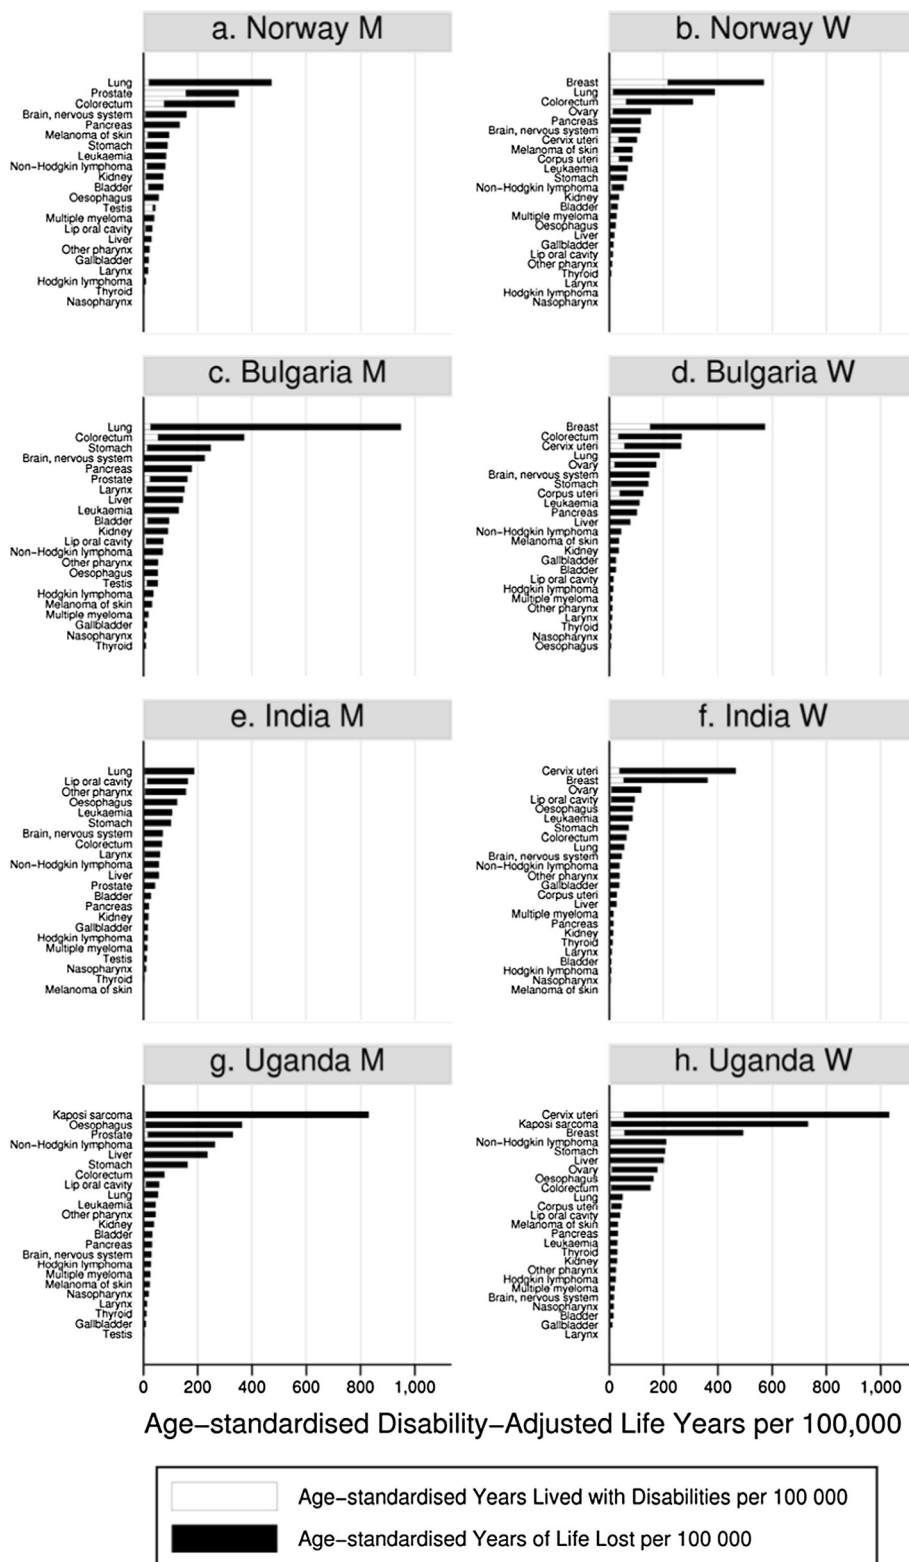 a. Norway M
Lung
Prostate
Colorectum
Brain, nervous system
Pancreas
Melanoma of skin
Stomach
Leukaemia
Non−Hodgkin lymphoma
Kidney
Bladder
Oesophagus
Testis
Multiple myeloma
Lip oral cavity
Liver
Other pharynx
Gallbladder
Larynx
Hodgkin lymphoma
Thyroid
Nasopharynx
b. Norway W
Breast
Lung
Colorectum
Ovary
Pancreas
Brain, nervous system
Cervix uteri
Melanoma of skin
Corpus uteri
Leukaemia
Stomach
Non−Hodgkin lymphoma
Kidney
Bladder
Multiple myeloma
Oesophagus
Liver
Gallbladder
Lip oral cavity
Other pharynx
Thyroid
Larynx
Hodgkin lymphoma
Nasopharynx
c. Bulgaria M
Lung
Colorectum
Stomach
Brain, nervous system
Pancreas
Prostate
Larynx
Liver
Leukaemia
Bladder
Kidney
Lip oral cavity
Non−Hodgkin lymphoma
Other pharynx
Oesophagus
Testis
Hodgkin lymphoma
Melanoma of skin
Multiple myeloma
Gallbladder
Nasopharynx
Thyroid
d. Bulgaria W
Breast
Colorectum
Cervix uteri
Lung
Ovary
Brain, nervous system
Stomach
Corpus uteri
Leukaemia
Pancreas
Liver
Non−Hodgkin lymphoma
Melanoma of skin
Kidney
Gallbladder
Bladder
Lip oral cavity
Hodgkin lymphoma
Multiple myeloma
Other pharynx
Larynx
Thyroid
Nasopharynx
Oesophagus
e. India M
Lung
Lip oral cavity
Other pharynx
Oesophagus
Leukaemia
Stomach
Brain, nervous system
Colorectum
Larynx
Non−Hodgkin lymphoma
Liver
Prostate
Bladder
Pancreas
Kidney
Gallbladder
Hodgkin lymphoma
Multiple myeloma
Testis
Nasopharynx
Thyroid
Melanoma of skin
f. India W
Cervix uteri
Breast
Ovary
Lip oral cavity
Oesophagus
Leukaemia
Stomach
Colorectum
Lung
Brain, nervous system
Non−Hodgkin lymphoma
Other pharynx
Gallbladder
Corpus uteri
Liver
Multiple myeloma
Pancreas
Kidney
Thyroid
Larynx
Bladder
Hodgkin lymphoma
Nasopharynx
Melanoma of skin
g. Uganda M
Kaposi sarcoma
Oesophagus
Prostate
Non−Hodgkin lymphoma
Liver
Stomach
Colorectum
Lip oral cavity
Lung
Leukaemia
Other pharynx
Kidney
Bladder
Pancreas
Brain, nervous system
Hodgkin lymphoma
Multiple myeloma
Melanoma of skin
Nasopharynx
Larynx
Thyroid
Gallbladder
Testis
0 200 400 600 800 1,000
h. Uganda W
Cervix uteri
Kaposi sarcoma
Breast
Non−Hodgkin lymphoma
Stomach
Liver
Ovary
Oesophagus
Colorectum
Lung
Corpus uteri
Lip oral cavity
Melanoma of skin
Pancreas
Leukaemia
Thyroid
Kidney
Other pharynx
Hodgkin lymphoma
Multiple myeloma
Brain, nervous system
Nasopharynx
Bladder
Gallbladder
Larynx
0 200 400 600 800 1,000
Age−standardised Disability−Adjusted Life Years per 100,000
Age−standardised Years Lived with Disabilities per 100 000
Age−standardised Years of Life Lost per 100 000